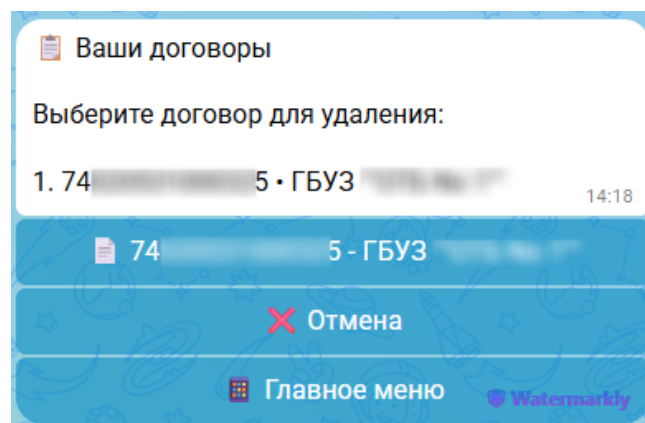 Ваши договоры
Выберите договор для удаления:
1. 74 5 • ГБУЗ
14:18
74 5 - ГБУЗ
Отмена
Главное меню
Watermarkly